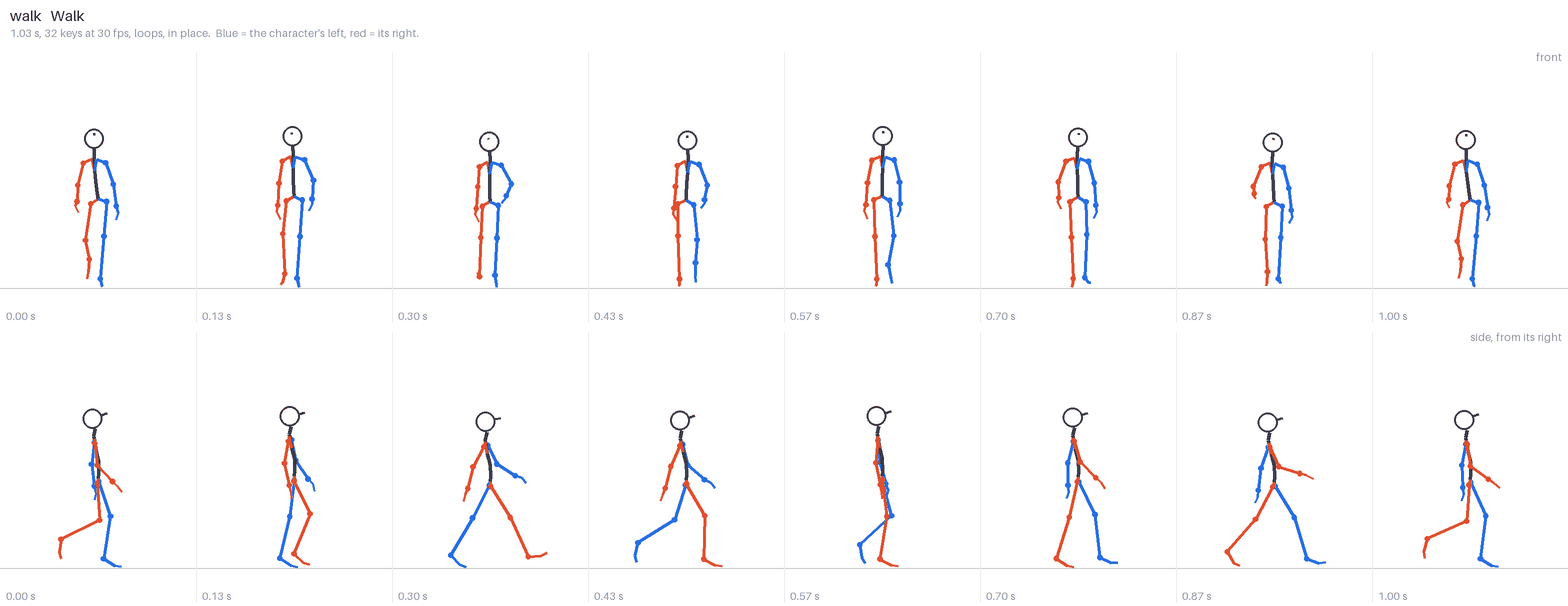 walk Walk
1.03 s, 32 keys at 30 fps, loops, in place. Blue = the character's left, red = its right.
front
0.00 s 0.13 s 0.30 s 0.43 s 0.57 s 0.70 s 0.87 s 1.00 s
side, from its right
0.00 s 0.13 s 0.30 s 0.43 s 0.57 s 0.70 s 0.87 s 1.00 s